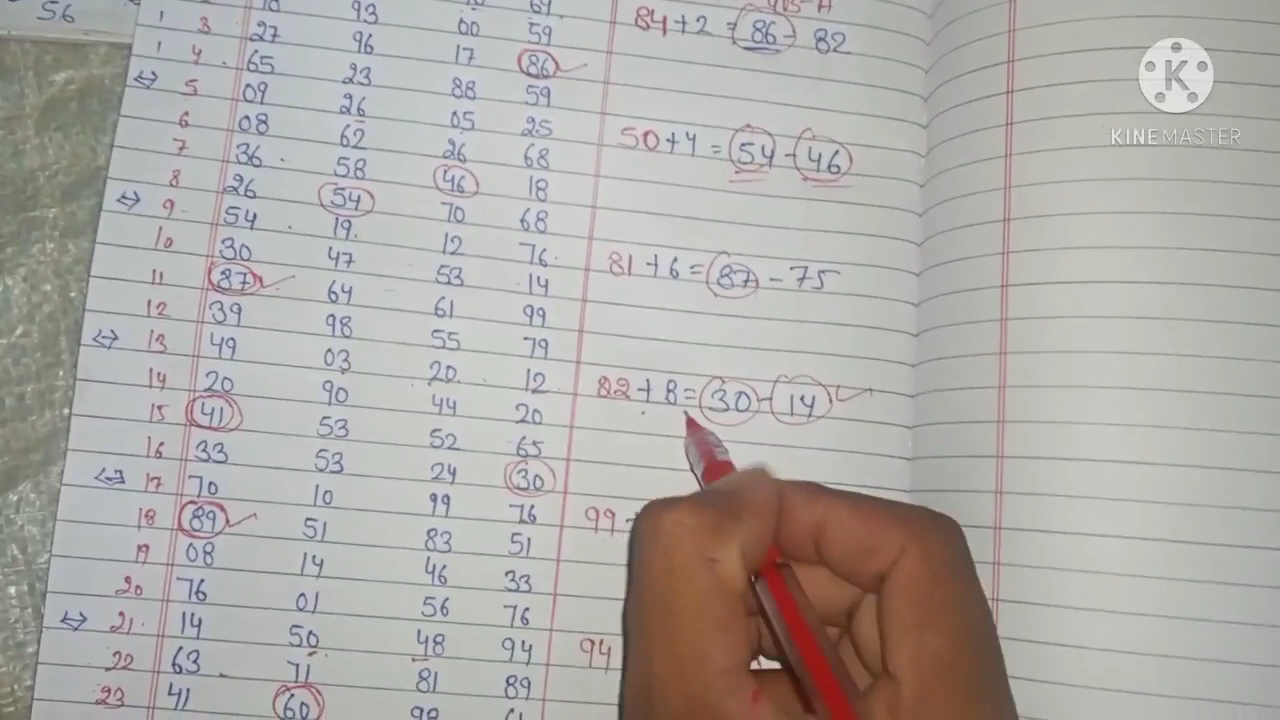 56
93 69
1 3 27 96 00 59
1 4 65 23 17 86
⇔ 5 09 26 88 59
6 08 62 05 25
7 36 58 26 68
8 26 54 46 18
⇔ 9 54 19 70 68
10 30 47 12 76
11 87 64 53 14
12 39 98 61 99
⇔ 13 49 03 55 79
14 20 90 20 12
15 41 53 44 20
16 33 53 52 65
⇔ 17 70 10 24 30
18 89 51 99 76
19 08 14 83 51
20 76 01 46 33
⇔ 21 14 50 56 76
22 63 71 48 94
23 41 60 81 89
84+2 = 86 - 82
50+4 = 54 - 46
81 +6 = 87 - 75
82 + 8 = 30 - 14
99
94
K
KINEMASTER